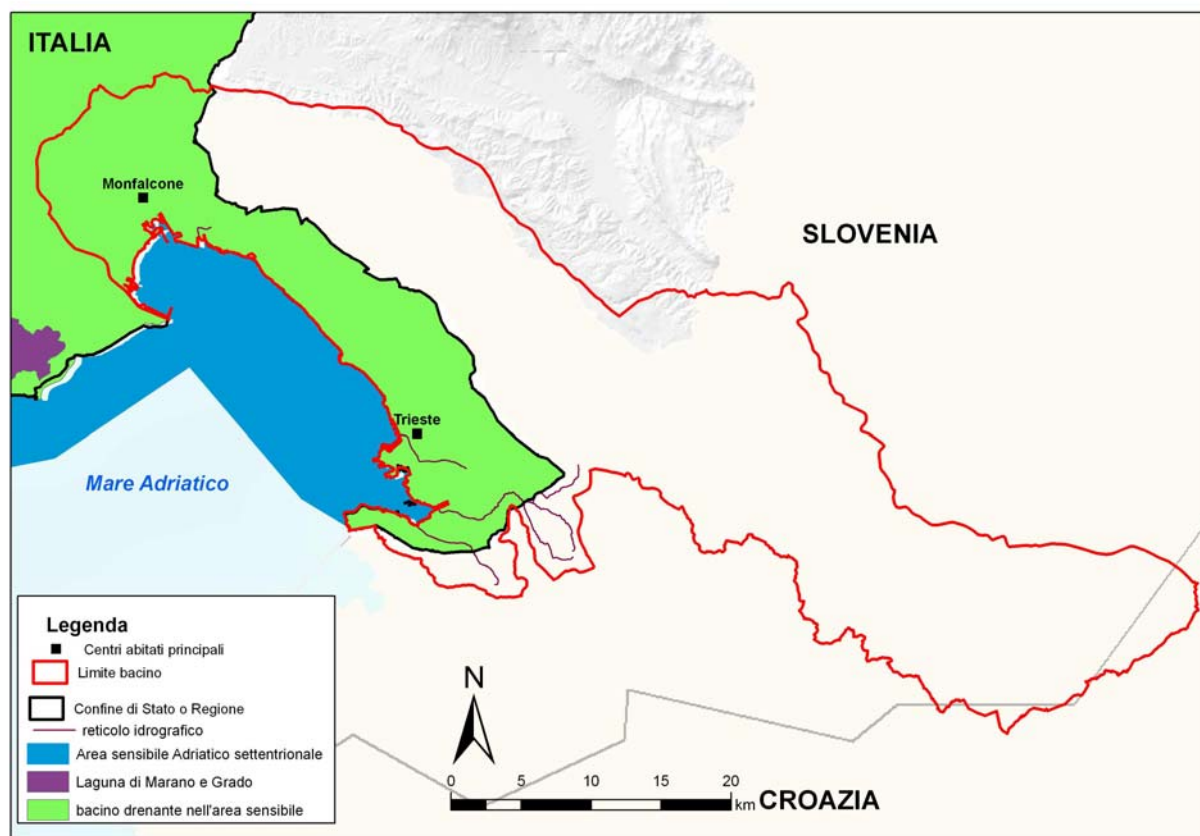 ITALIA
Monfalcone
SLOVENIA
Trieste
Mare Adriatico
Legenda
Centri abitati principali
Limite bacino
Confine di Stato o Regione
reticolo idrografico
Area sensibile Adriatico settentrionale
Laguna di Marano e Grado
bacino drenante nell'area sensibile
N
0 5 10 15 20
km
CROAZIA